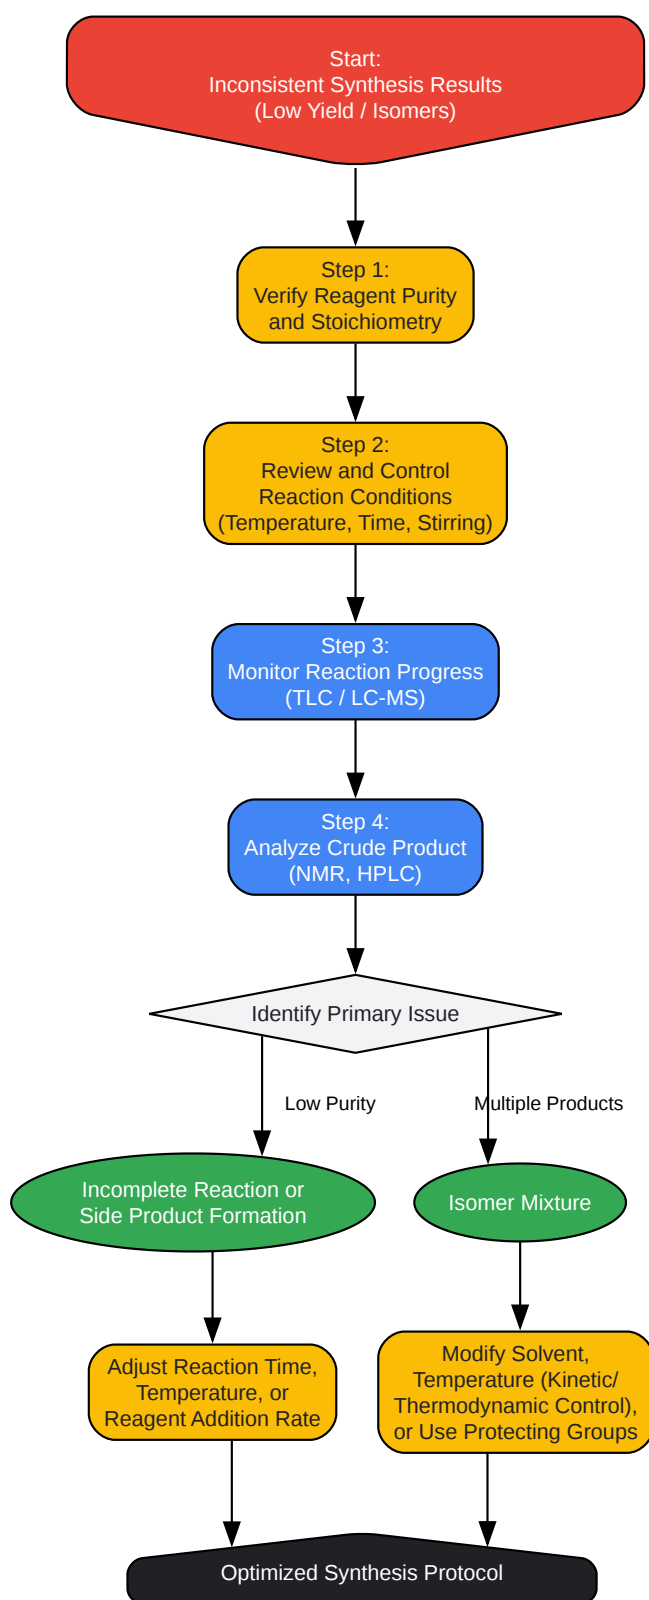 Start:
Inconsistent Synthesis Results
(Low Yield / Isomers)
Step 1:
Verify Reagent Purity
and Stoichiometry
Step 2:
Review and Control
Reaction Conditions
(Temperature, Time, Stirring)
Step 3:
Monitor Reaction Progress
(TLC / LC-MS)
Step 4:
Analyze Crude Product
(NMR, HPLC)
Identify Primary Issue
Low Purity
Multiple Products
Incomplete Reaction or
Side Product Formation
Isomer Mixture
Adjust Reaction Time,
Temperature, or
Reagent Addition Rate
Modify Solvent,
Temperature (Kinetic/
Thermodynamic Control),
or Use Protecting Groups
Optimized Synthesis Protocol